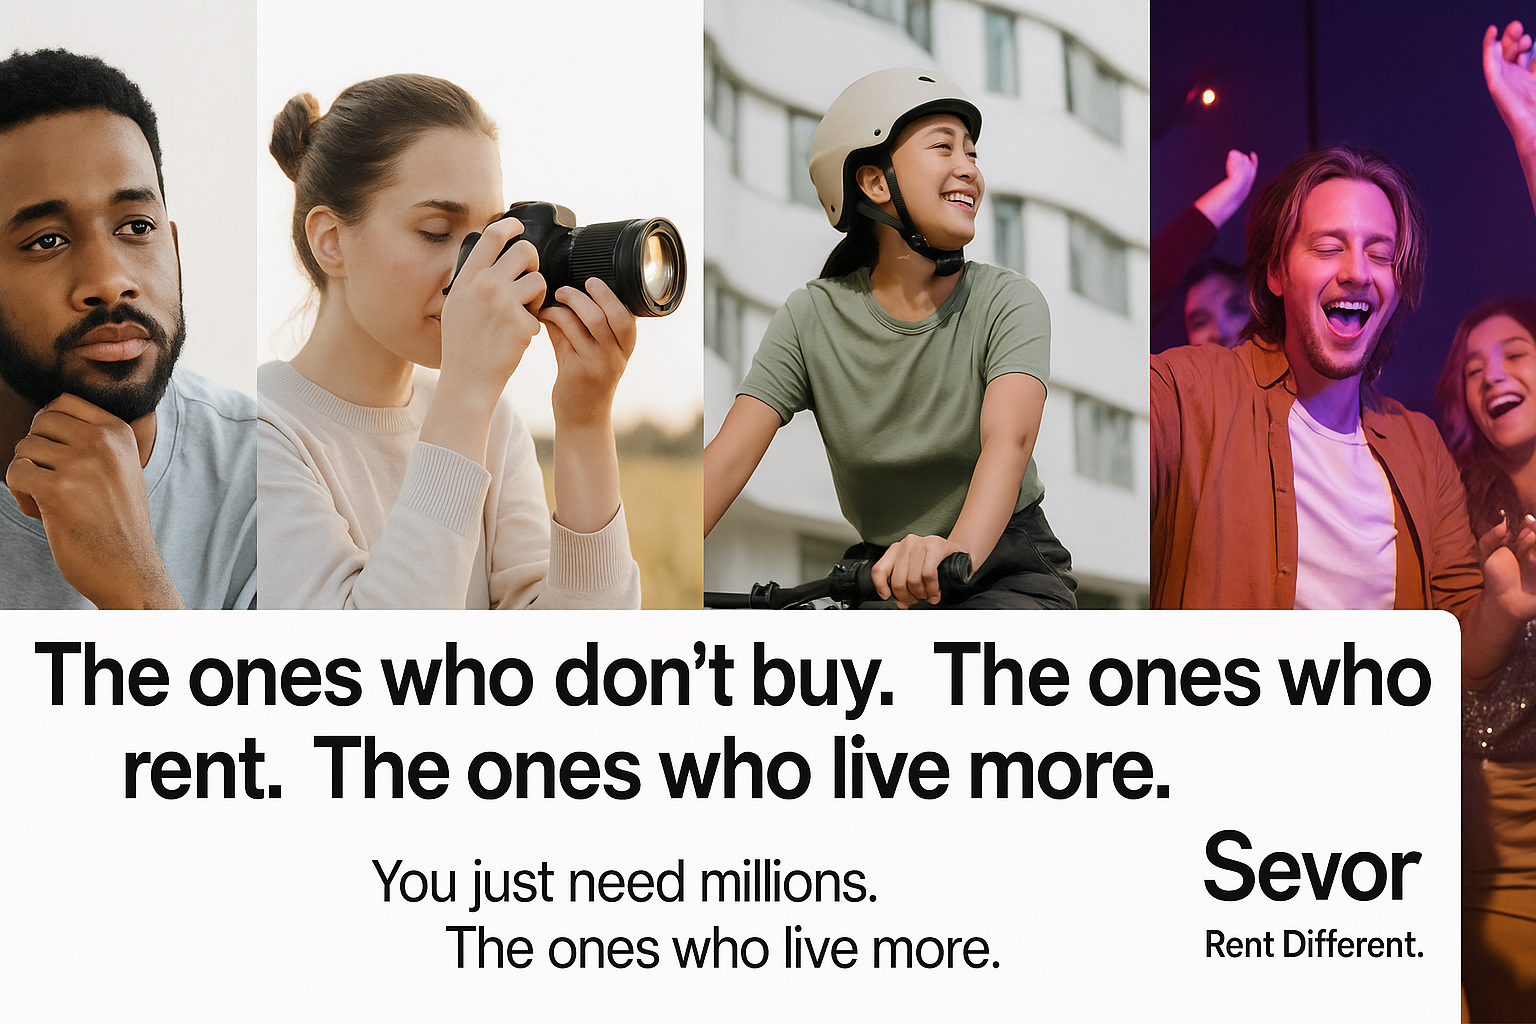 The ones who don’t buy. The ones who
rent. The ones who live more.
You just need millions.
The ones who live more.
Sevor
Rent Different.